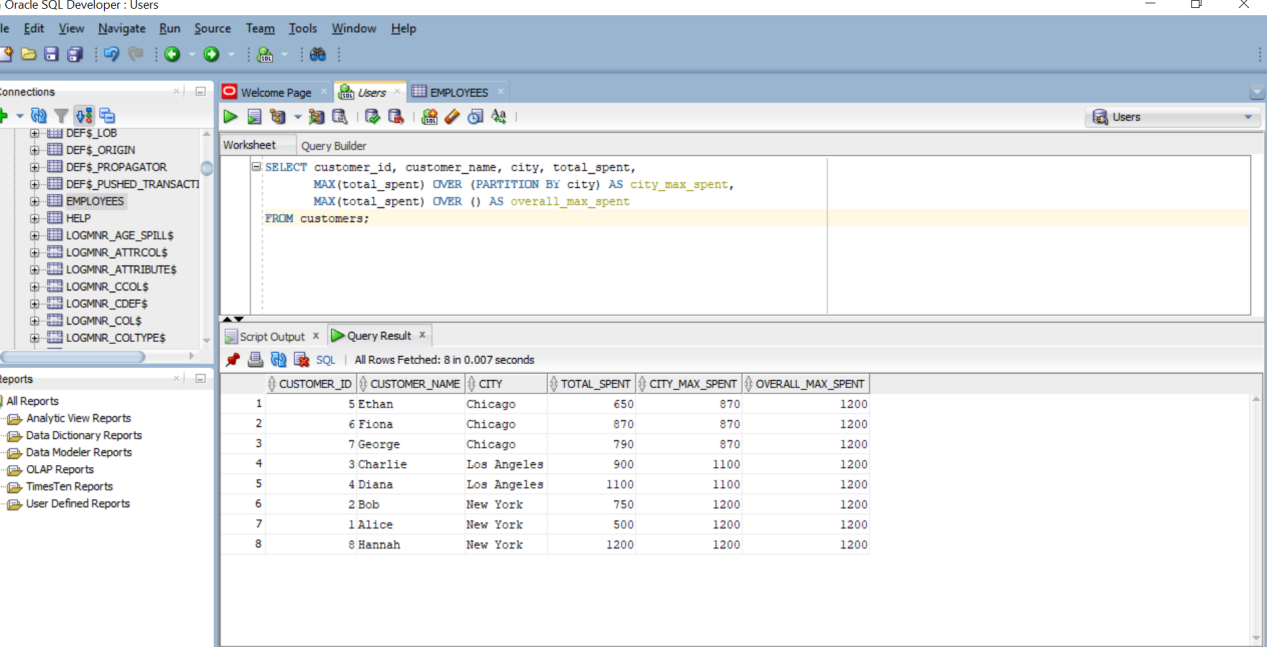 Oracle SQL Developer : Users
le Edit View Navigate Run Source Team Tools Window Help
Connections
DEF$_LOB
DEF$_ORIGIN
DEF$_PROPAGATOR
DEF$_PUSHED_TRANSACTI
EMPLOYEES
HELP
LOGMNR_AGE_SPILL$
LOGMNR_ATTRCOL$
LOGMNR_ATTRIBUTE$
LOGMNR_CCOL$
LOGMNR_CDEF$
LOGMNR_COL$
LOGMNR_COLTYPE$
Reports
All Reports
Analytic View Reports
Data Dictionary Reports
Data Modeler Reports
OLAP Reports
TimesTen Reports
User Defined Reports
Welcome Page Users EMPLOYEES
Users
Worksheet Query Builder
SELECT customer_id, customer_name, city, total_spent,
MAX(total_spent) OVER (PARTITION BY city) AS city_max_spent,
MAX(total_spent) OVER () AS overall_max_spent
FROM customers;
Script Output x Query Result x
SQL | All Rows Fetched: 8 in 0.007 seconds
CUSTOMER_ID CUSTOMER_NAME CITY TOTAL_SPENT CITY_MAX_SPENT OVERALL_MAX_SPENT
1 5 Ethan Chicago 650 870 1200
2 6 Fiona Chicago 870 870 1200
3 7 George Chicago 790 870 1200
4 3 Charlie Los Angeles 900 1100 1200
5 4 Diana Los Angeles 1100 1100 1200
6 2 Bob New York 750 1200 1200
7 1 Alice New York 500 1200 1200
8 8 Hannah New York 1200 1200 1200